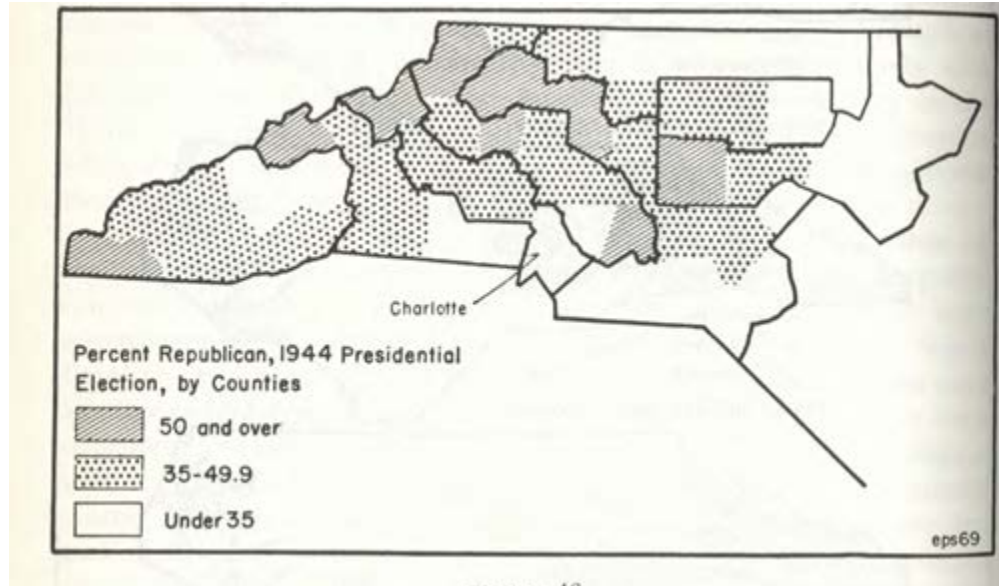 Charlotte
Percent Republican, 1944 Presidential
Election, by Counties
50 and over
35-49.9
Under 35
eps69